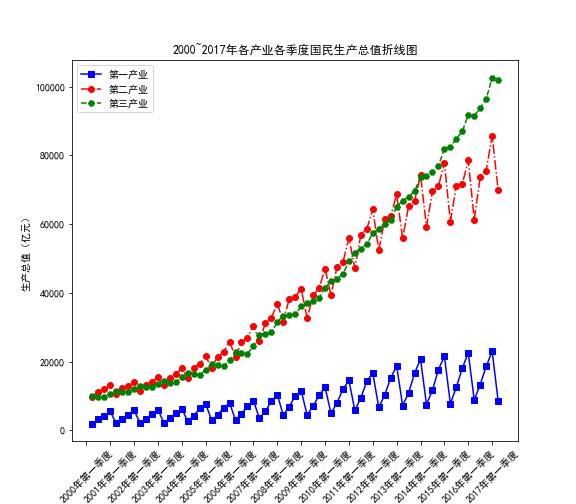 2000~2017年各产业各季度国民生产总值折线图
第一产业
第二产业
第三产业
生产总值（亿元）
100000
80000
60000
40000
20000
0
2000年第一季度
2001年第一季度
2002年第一季度
2003年第一季度
2004年第一季度
2005年第一季度
2006年第一季度
2007年第一季度
2008年第一季度
2009年第一季度
2010年第一季度
2011年第一季度
2012年第一季度
2013年第一季度
2014年第一季度
2015年第一季度
2016年第一季度
2017年第一季度